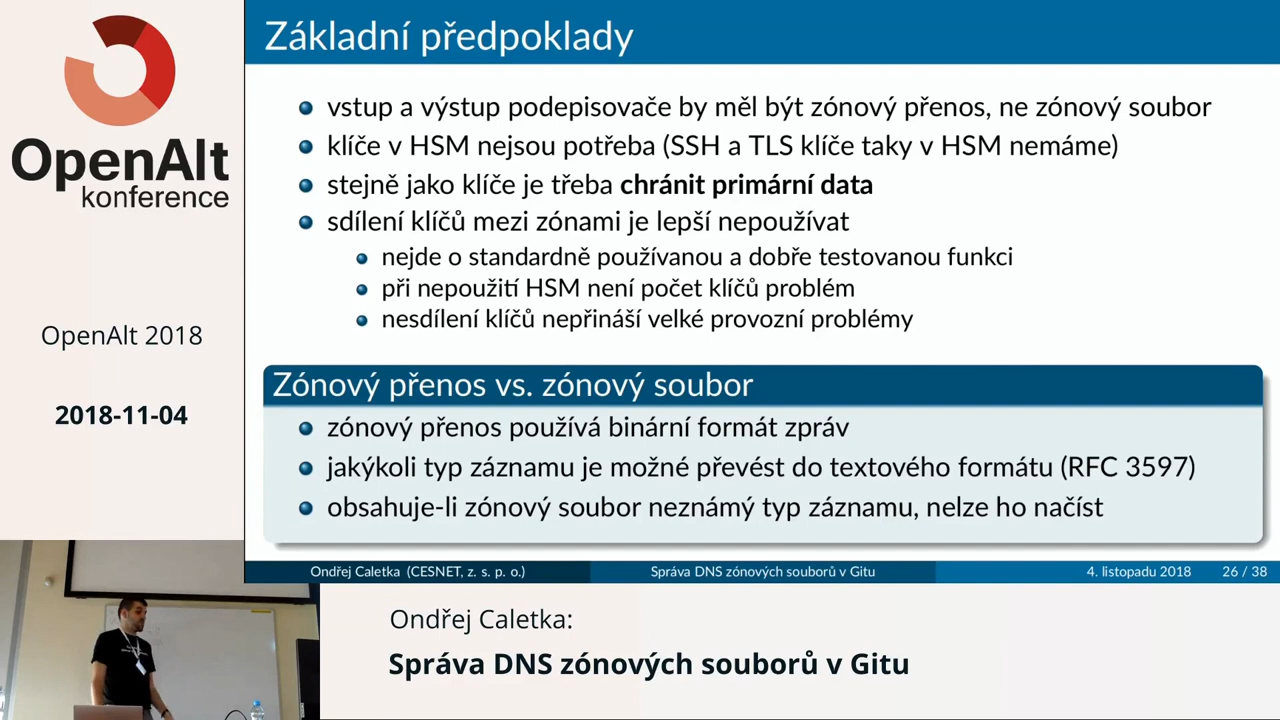 OpenAlt
konference
OpenAlt 2018
2018-11-04
Základní předpoklady
vstup a výstup podepisovače by měl být zónový přenos, ne zónový soubor
klíče v HSM nejsou potřeba (SSH a TLS klíče taky v HSM nemáme)
stejně jako klíče je třeba chránit primární data
sdílení klíčů mezi zónami je lepší nepoužívat
nejde o standardně používanou a dobře testovanou funkci
při nepoužití HSM není počet klíčů problém
nesdílení klíčů nepřináší velké provozní problémy
Zónový přenos vs. zónový soubor
zónový přenos používá binární formát zpráv
jakýkoli typ záznamu je možné převést do textového formátu (RFC 3597)
obsahuje-li zónový soubor neznámý typ záznamu, nelze ho načíst
Ondřej Caletka (CESNET, z. s. p. o.) Správa DNS zónových souborů v Gitu 4. listopadu 2018 26 / 38
Ondřej Caletka:
Správa DNS zónových souborů v Gitu